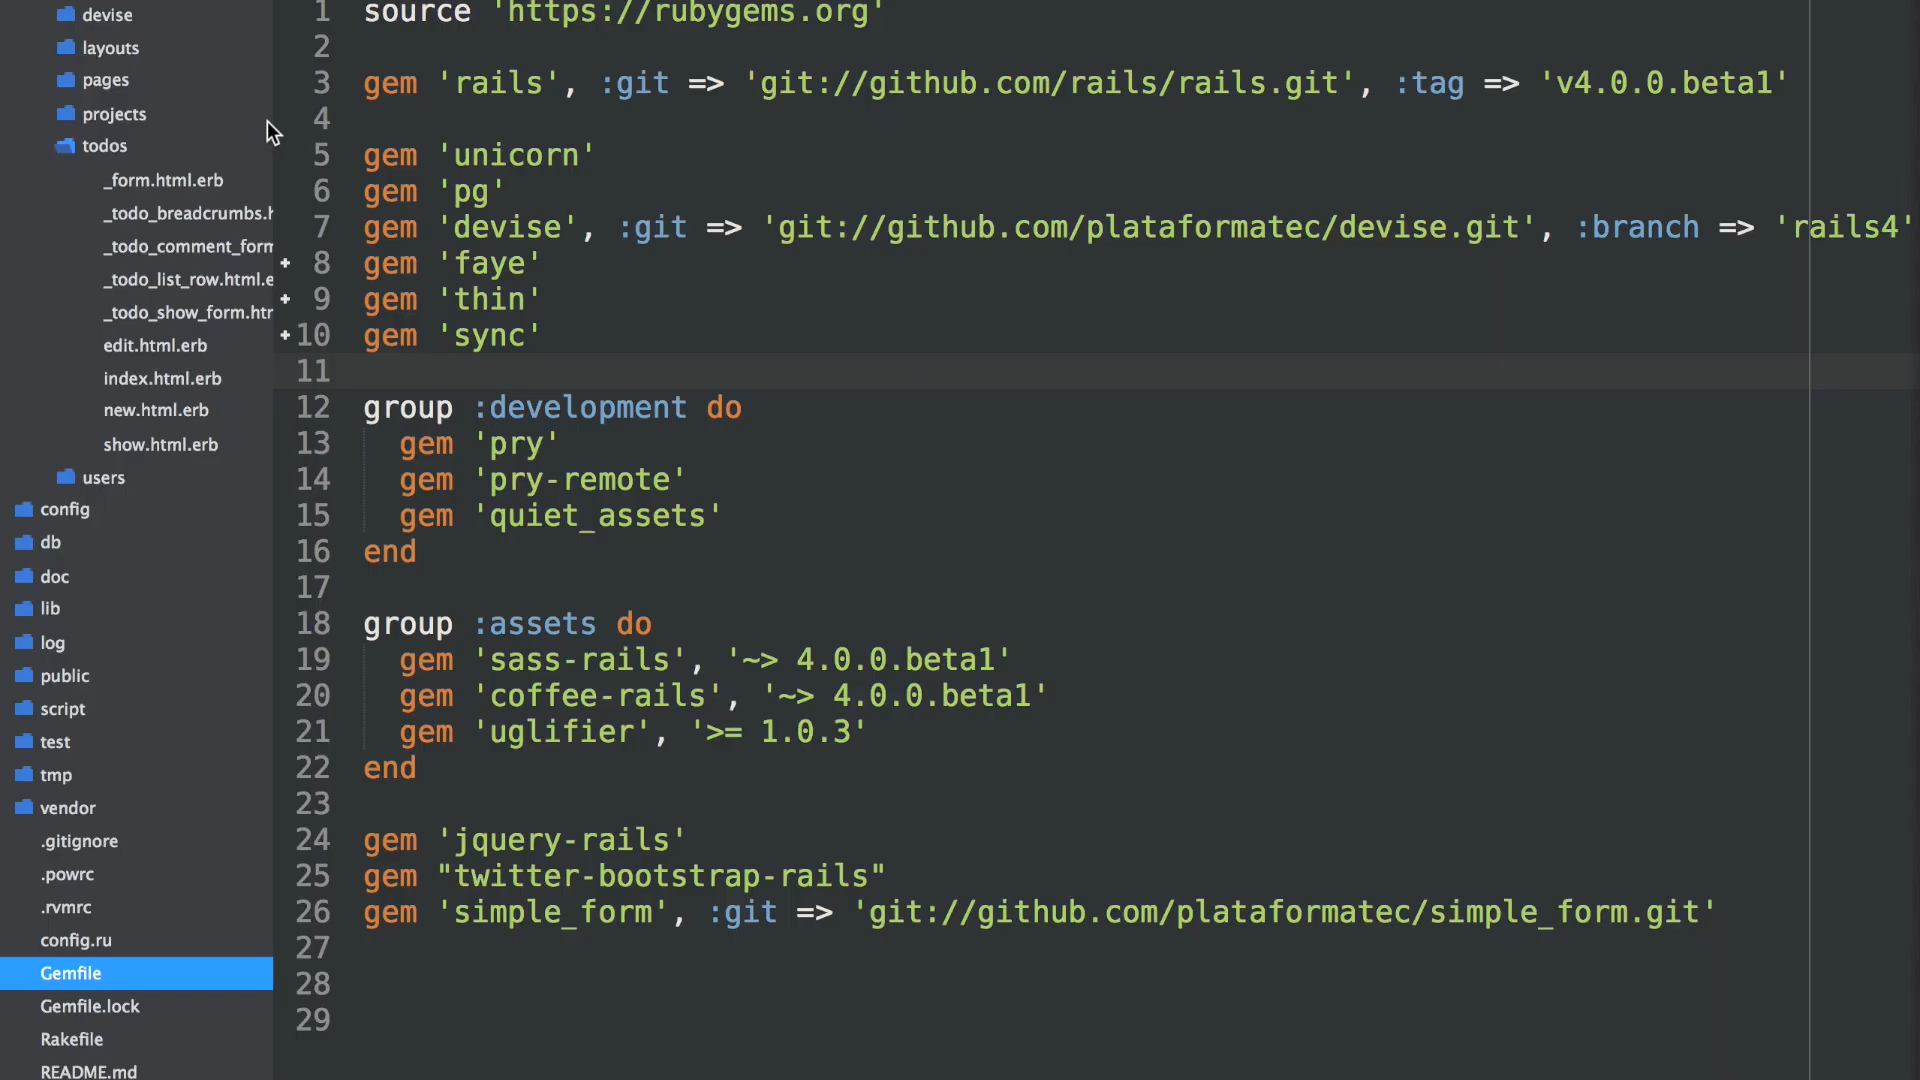 devise
layouts
pages
projects
todos
_form.html.erb
_todo_breadcrumbs.h
_todo_comment_form
_todo_list_row.html.e
_todo_show_form.htr
edit.html.erb
index.html.erb
new.html.erb
show.html.erb
users
config
db
doc
lib
log
public
script
test
tmp
vendor
.gitignore
.powrc
.rvmrc
config.ru
Gemfile
Gemfile.lock
Rakefile
README.md
1 source 'https://rubygems.org'
2
3 gem 'rails', :git => 'git://github.com/rails/rails.git', :tag => 'v4.0.0.beta1'
4
5 gem 'unicorn'
6 gem 'pg'
7 gem 'devise', :git => 'git://github.com/plataformatec/devise.git', :branch => 'rails4'
+ 8 gem 'faye'
+ 9 gem 'thin'
+ 10 gem 'sync'
11
12 group :development do
13   gem 'pry'
14   gem 'pry-remote'
15   gem 'quiet_assets'
16 end
17
18 group :assets do
19   gem 'sass-rails', '~> 4.0.0.beta1'
20   gem 'coffee-rails', '~> 4.0.0.beta1'
21   gem 'uglifier', '>= 1.0.3'
22 end
23
24 gem 'jquery-rails'
25 gem "twitter-bootstrap-rails"
26 gem 'simple_form', :git => 'git://github.com/plataformatec/simple_form.git'
27
28
29